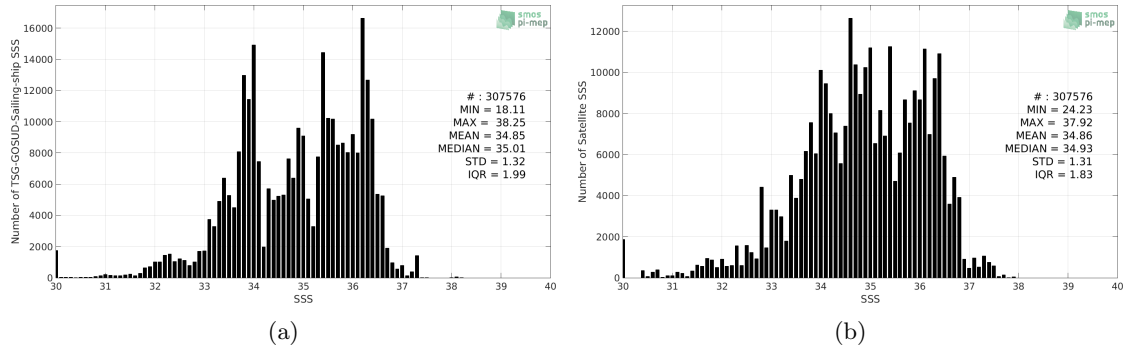 16000
14000
12000
10000
8000
6000
4000
2000
0
Number of TSG-GOSUD-Sailing-ship SSS
smos
pi-mep
# : 307576
MIN = 18.11
MAX = 38.25
MEAN = 34.85
MEDIAN = 35.01
STD = 1.32
IQR = 1.99
30 31 32 33 34 35 36 37 38 39 40
SSS
(a)
12000
10000
8000
6000
4000
2000
0
Number of Satellite SSS
smos
pi-mep
# : 307576
MIN = 24.23
MAX = 37.92
MEAN = 34.86
MEDIAN = 34.93
STD = 1.31
IQR = 1.83
30 31 32 33 34 35 36 37 38 39 40
SSS
(b)